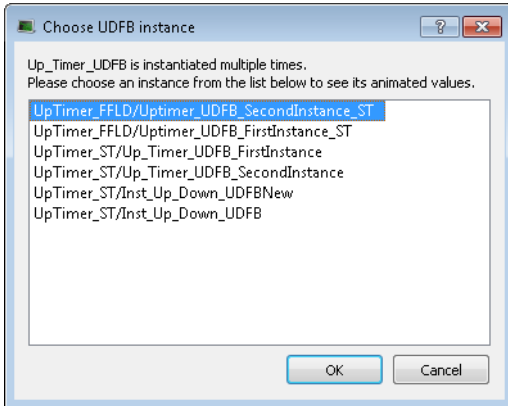 Choose UDFB instance
Up_Timer_UDFB is instantiated multiple times.
Please choose an instance from the list below to see its animated values.
UpTimer_FFLD/Uptimer_UDFB_SecondInstance_ST
UpTimer_FFLD/Uptimer_UDFB_FirstInstance_ST
UpTimer_ST/Up_Timer_UDFB_FirstInstance
UpTimer_ST/Up_Timer_UDFB_SecondInstance
UpTimer_ST/Inst_Up_Down_UDFBNew
UpTimer_ST/Inst_Up_Down_UDFB
OK Cancel